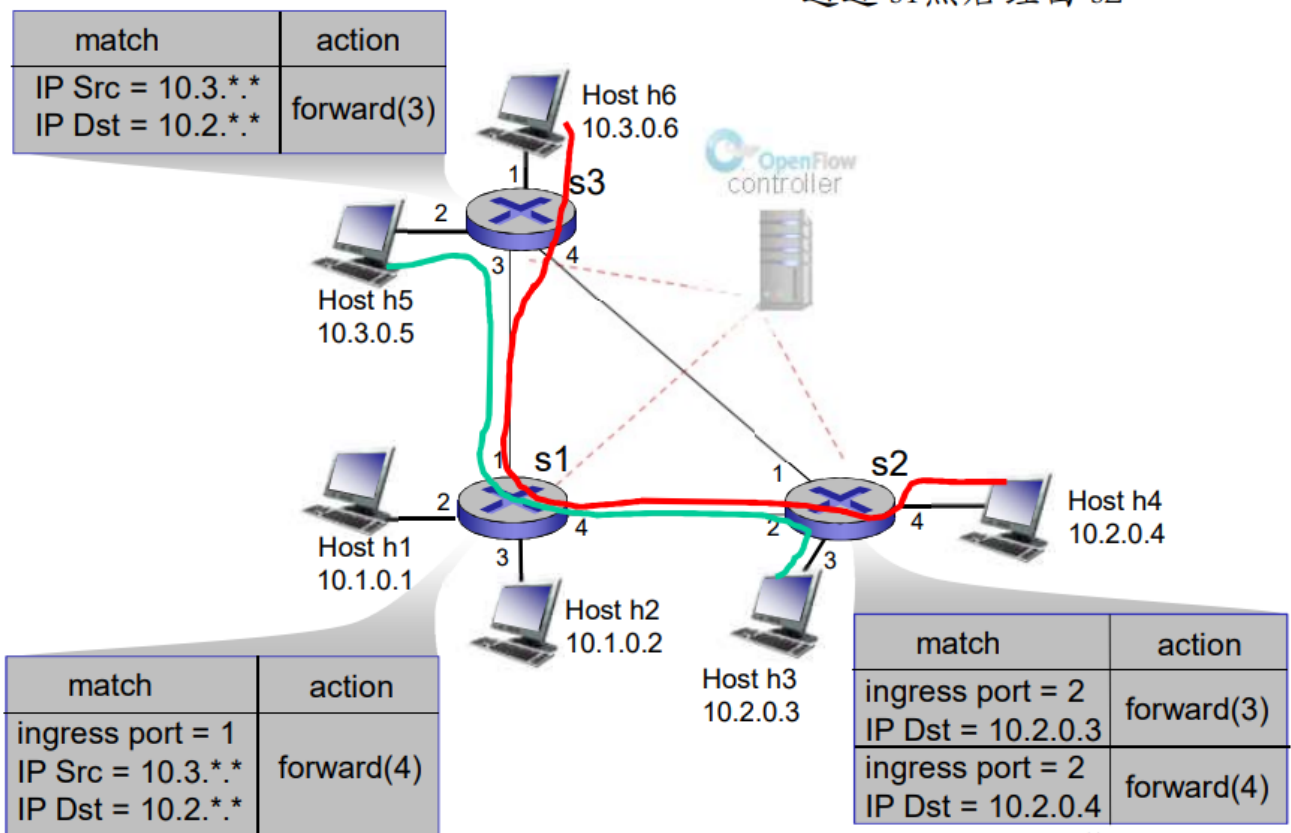 s1然后
s2
match action
IP Src = 10.3.*.*
IP Dst = 10.2.*.*
forward(3)
Host h6
10.3.0.6
OpenFlow
controller
1
s3
2
3
4
Host h5
10.3.0.5
1
s1
2
4
3
Host h1
10.1.0.1
Host h2
10.1.0.2
1
s2
2
4
3
Host h4
10.2.0.4
Host h3
10.2.0.3
match action
ingress port = 1
IP Src = 10.3.*.*
IP Dst = 10.2.*.*
forward(4)
match action
ingress port = 2
IP Dst = 10.2.0.3
forward(3)
ingress port = 2
IP Dst = 10.2.0.4
forward(4)